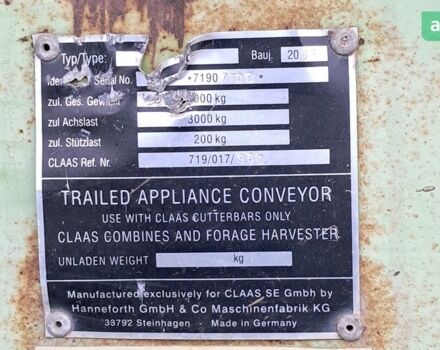 Typ/Type: Bauj. 20
Serial No. 7190
zul. Ges. 000 kg
zul Achslast 3000 kg
zul. Stützlast 200 kg
CLAAS Ref. Nr. 719/017/
TRAILED APPLIANCE CONVEYOR
USE WITH CLAAS CUTTERBARS ONLY
CLAAS COMBINES AND FORAGE HARVESTER
UNLADEN WEIGHT kg
Manufactured exclusively for CLAAS SE Gmbh by
Hanneforth GmbH & Co Maschinenfabrik KG
33792 Steinhagen - Made in Germany